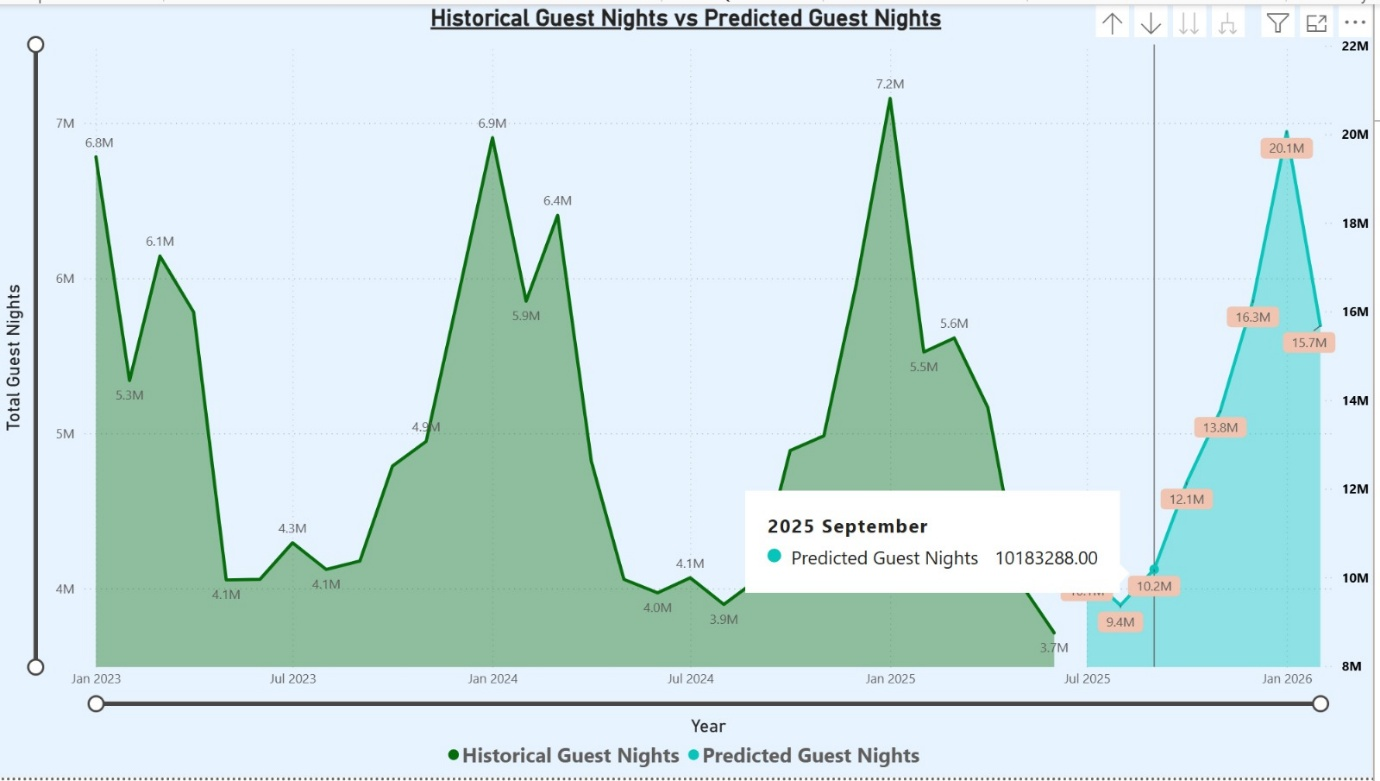 Historical Guest Nights vs Predicted Guest Nights
22M
20M
18M
16M
14M
12M
10M
8M
7M
6M
5M
4M
Total Guest Nights
6.8M
5.3M
6.1M
4.1M
4.3M
4.1M
4.9M
6.9M
5.9M
6.4M
4.0M
4.1M
3.9M
7.2M
5.5M
5.6M
3.7M
9.4M
10.2M
12.1M
13.8M
16.3M
20.1M
15.7M
2025 September
Predicted Guest Nights 10183288.00
Jan 2023
Jul 2023
Jan 2024
Jul 2024
Jan 2025
Jul 2025
Jan 2026
Year
Historical Guest Nights
Predicted Guest Nights